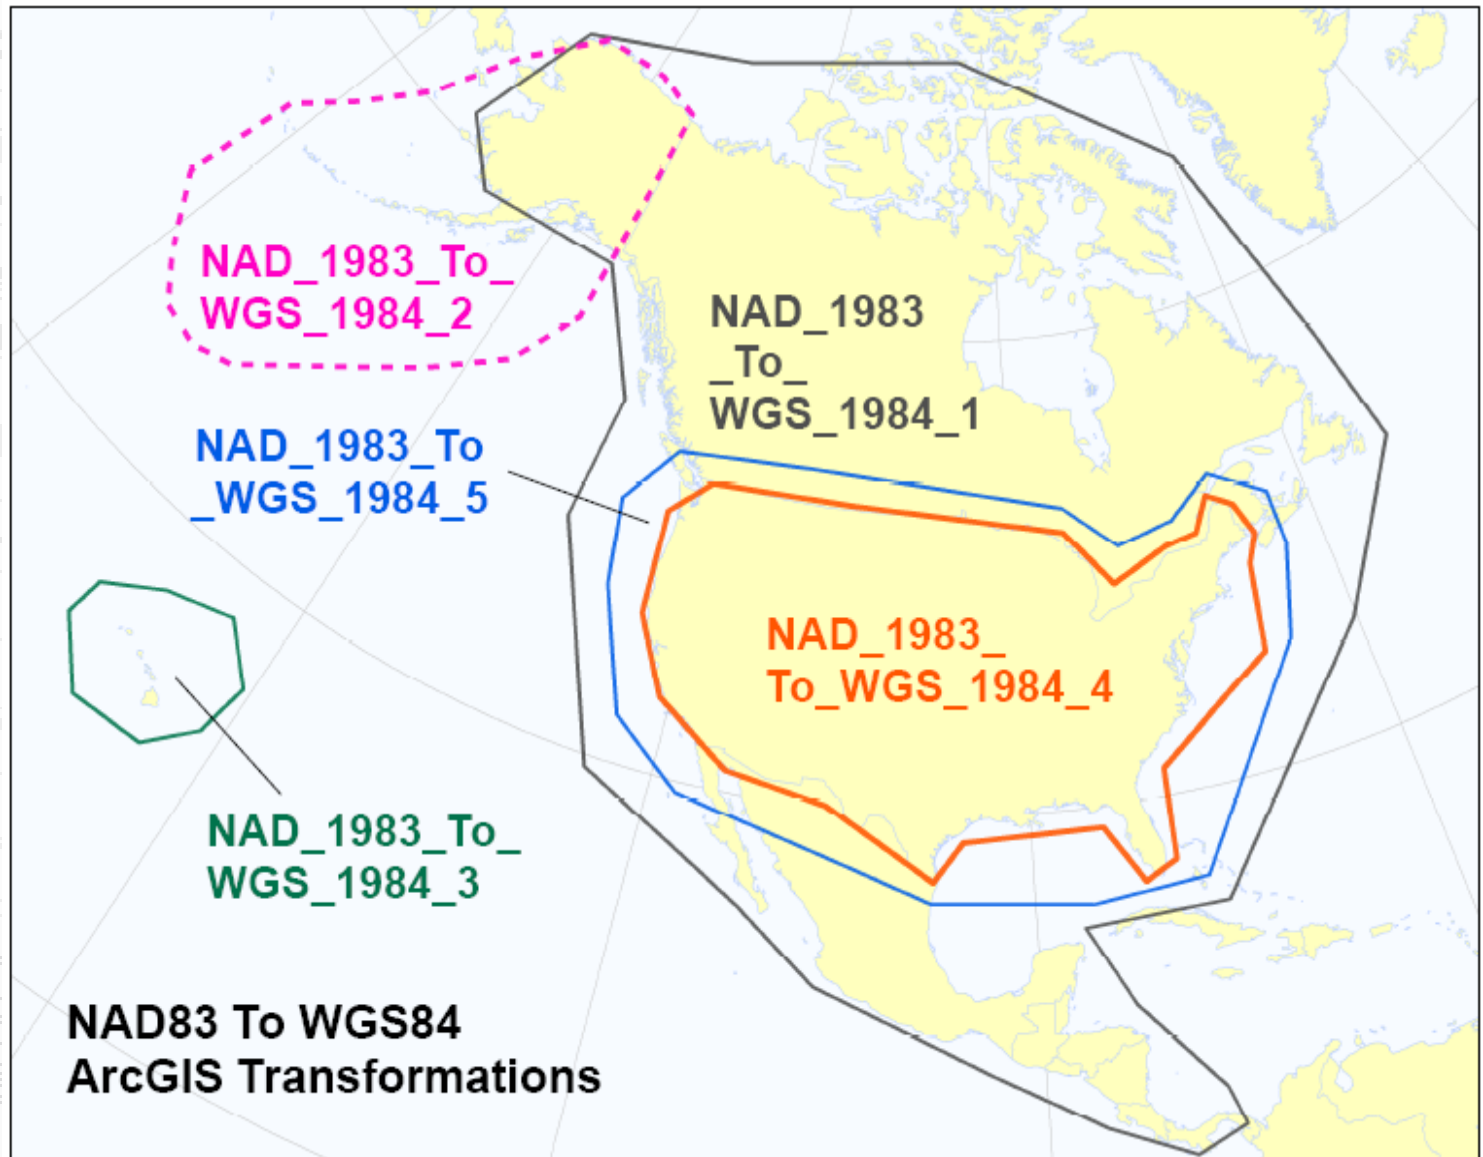 NAD_1983_To_
WGS_1984_2
NAD_1983
_To_
WGS_1984_1
NAD_1983_To
_WGS_1984_5
NAD_1983_
To_WGS_1984_4
NAD_1983_To_
WGS_1984_3
NAD83 To WGS84
ArcGIS Transformations